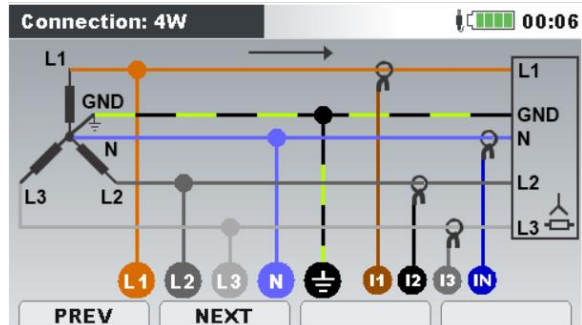 Connection: 4W 00:06
L1
L1
GND
GND
N
N
L3 L2
L2
L3
L1 L2 L3 N I1 I2 I3 IN
PREV NEXT